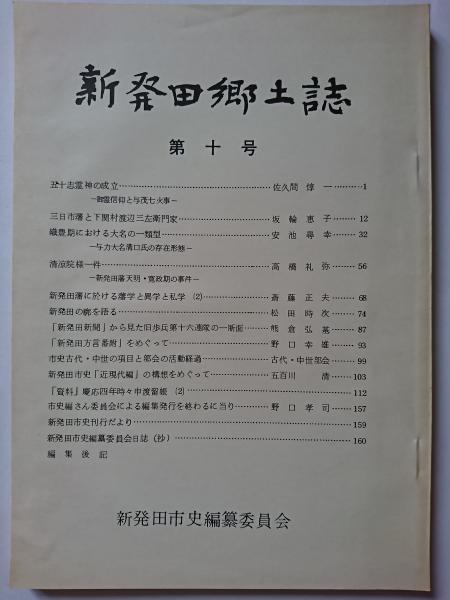 新発田郷土誌
第十号
五十志霊神の成立…………佐久間惇一…………1
―御霊信仰と与茂七火事―
三日市藩と下関村渡辺三左衛門家…………坂輪恵子…………12
織豊期における大名の一類型…………安池尋幸…………32
―与力大名溝口氏の存在形態―
清涼院様一件…………高橋礼弥…………56
―新発田藩天明・寛政期の事件―
新発田藩に於ける藩学と異学と私学(2)…………斎藤正夫…………68
新発田の廓を語る…………松田時次…………74
「新発田新聞」から見た旧歩兵第十六連隊の一断面…………熊倉弘基…………87
「新発田方言番附」をめぐって…………野口幸雄…………93
市史古代・中世の項目と部会の活動経過…………古代・中世部会…………99
新発田市史「近現代編」の構想をめぐって…………五百川清…………103
「資料」慶応四年時々申渡留帳(2)…………112
市史編さん委員会による編集発行を終わるに当り…………野口孝司…………157
新発田市史刊行だより…………159
新発田市史編纂委員会日誌(抄)…………160
編集後記
新発田市史編纂委員会